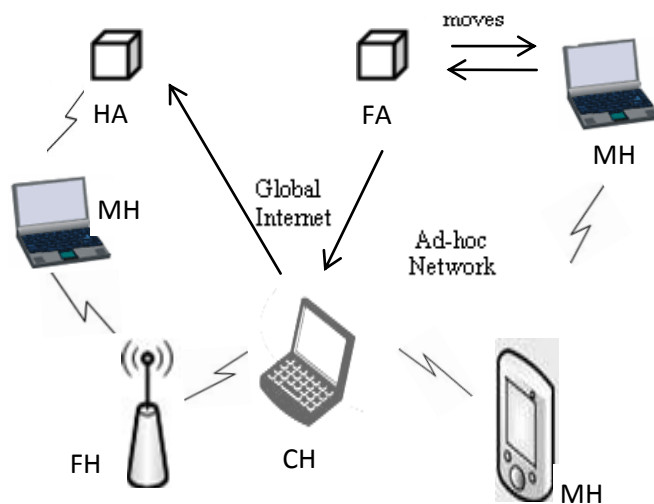 moves
HA
FA
MH
MH
Global
Internet
Ad-hoc
Network
FH
CH
MH